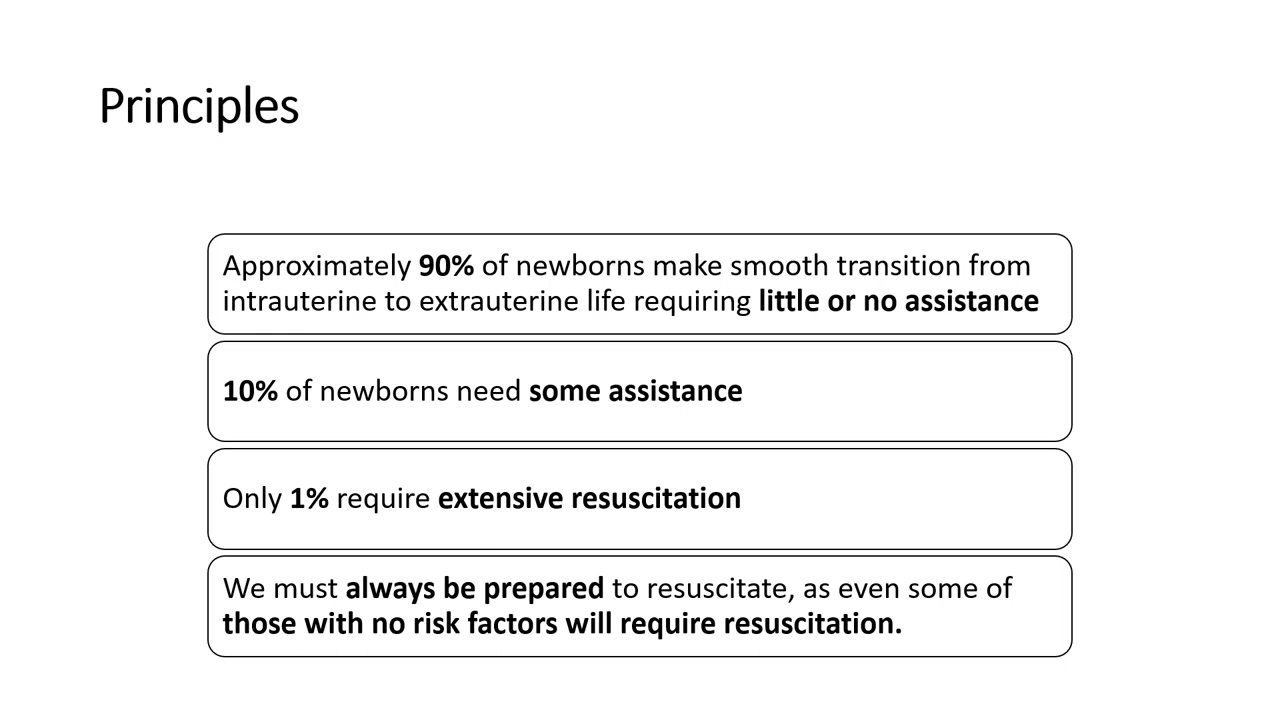 Principles
Approximately 90% of newborns make smooth transition from
intrauterine to extrauterine life requiring little or no assistance
10% of newborns need some assistance
Only 1% require extensive resuscitation
We must always be prepared to resuscitate, as even some of
those with no risk factors will require resuscitation.